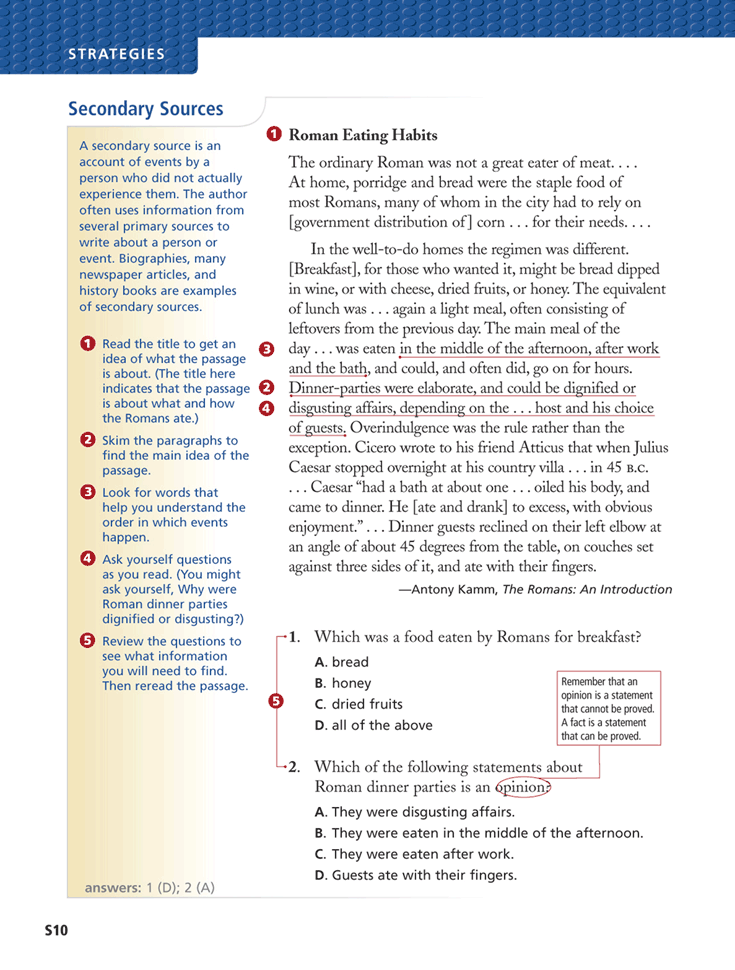 STRATEGIES
Secondary Sources
A secondary source is an
account of events by a
person who did not actually
experience them. The author
often uses information from
several primary sources to
write about a person or
event. Biographies, many
newspaper articles, and
history books are examples
of secondary sources.
1 Read the title to get an
idea of what the passage
is about. (The title here
indicates that the passage
is about what and how
the Romans ate.)
2 Skim the paragraphs to
find the main idea of the
passage.
3 Look for words that
help you understand the
order in which events
happen.
4 Ask yourself questions
as you read. (You might
ask yourself, Why were
Roman dinner parties
dignified or disgusting?)
5 Review the questions to
see what information
you will need to find.
Then reread the passage.
answers: 1 (D); 2 (A)
1 Roman Eating Habits
The ordinary Roman was not a great eater of meat. . . .
At home, porridge and bread were the staple food of
most Romans, many of whom in the city had to rely on
[government distribution of] corn . . . for their needs. . . .
In the well-to-do homes the regimen was different.
[Breakfast], for those who wanted it, might be bread dipped
in wine, or with cheese, dried fruits, or honey. The equivalent
of lunch was . . . again a light meal, often consisting of
leftovers from the previous day. The main meal of the
3 day . . . was eaten in the middle of the afternoon, after work
and the bath, and could, and often did, go on for hours.
2 Dinner-parties were elaborate, and could be dignified or
4 disgusting affairs, depending on the . . . host and his choice
of guests. Overindulgence was the rule rather than the
exception. Cicero wrote to his friend Atticus that when Julius
Caesar stopped overnight at his country villa . . . in 45 B.C.
. . . Caesar “had a bath at about one . . . oiled his body, and
came to dinner. He [ate and drank] to excess, with obvious
enjoyment.” . . . Dinner guests reclined on their left elbow at
an angle of about 45 degrees from the table, on couches set
against three sides of it, and ate with their fingers.
—Antony Kamm, The Romans: An Introduction
5
1. Which was a food eaten by Romans for breakfast?
A. bread
B. honey
C. dried fruits
D. all of the above
Remember that an
opinion is a statement
that cannot be proved.
A fact is a statement
that can be proved.
2. Which of the following statements about
Roman dinner parties is an opinion?
A. They were disgusting affairs.
B. They were eaten in the middle of the afternoon.
C. They were eaten after work.
D. Guests ate with their fingers.
S10